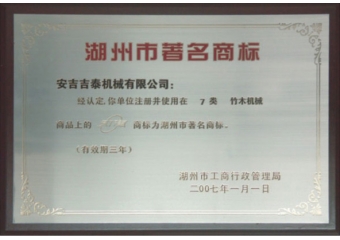 湖州市著名商标
安吉吉泰机械有限公司：
经认定，你单位注册并使用在 7 类 竹木机械
商品上的 商标为湖州市著名商标。
（有效期三年）
湖州市工商行政管理局
二00七年一月一日